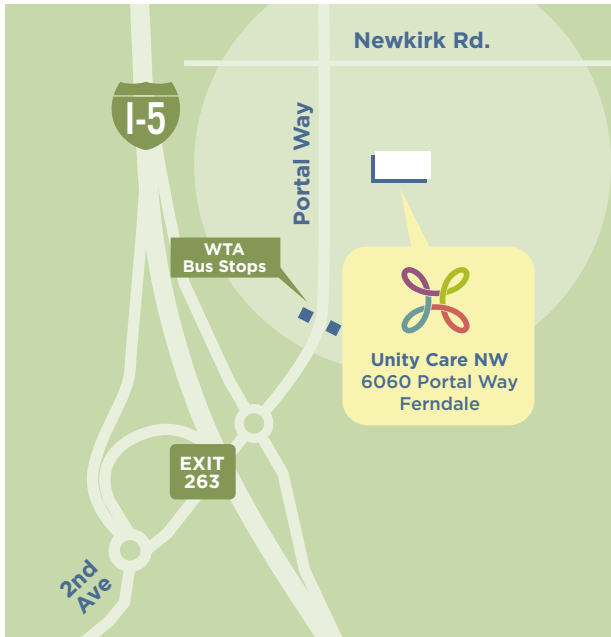 Newkirk Rd.
I-5
Portal Way
WTA
Bus Stops
Unity Care NW
6060 Portal Way
Ferndale
EXIT
263
2nd
Ave